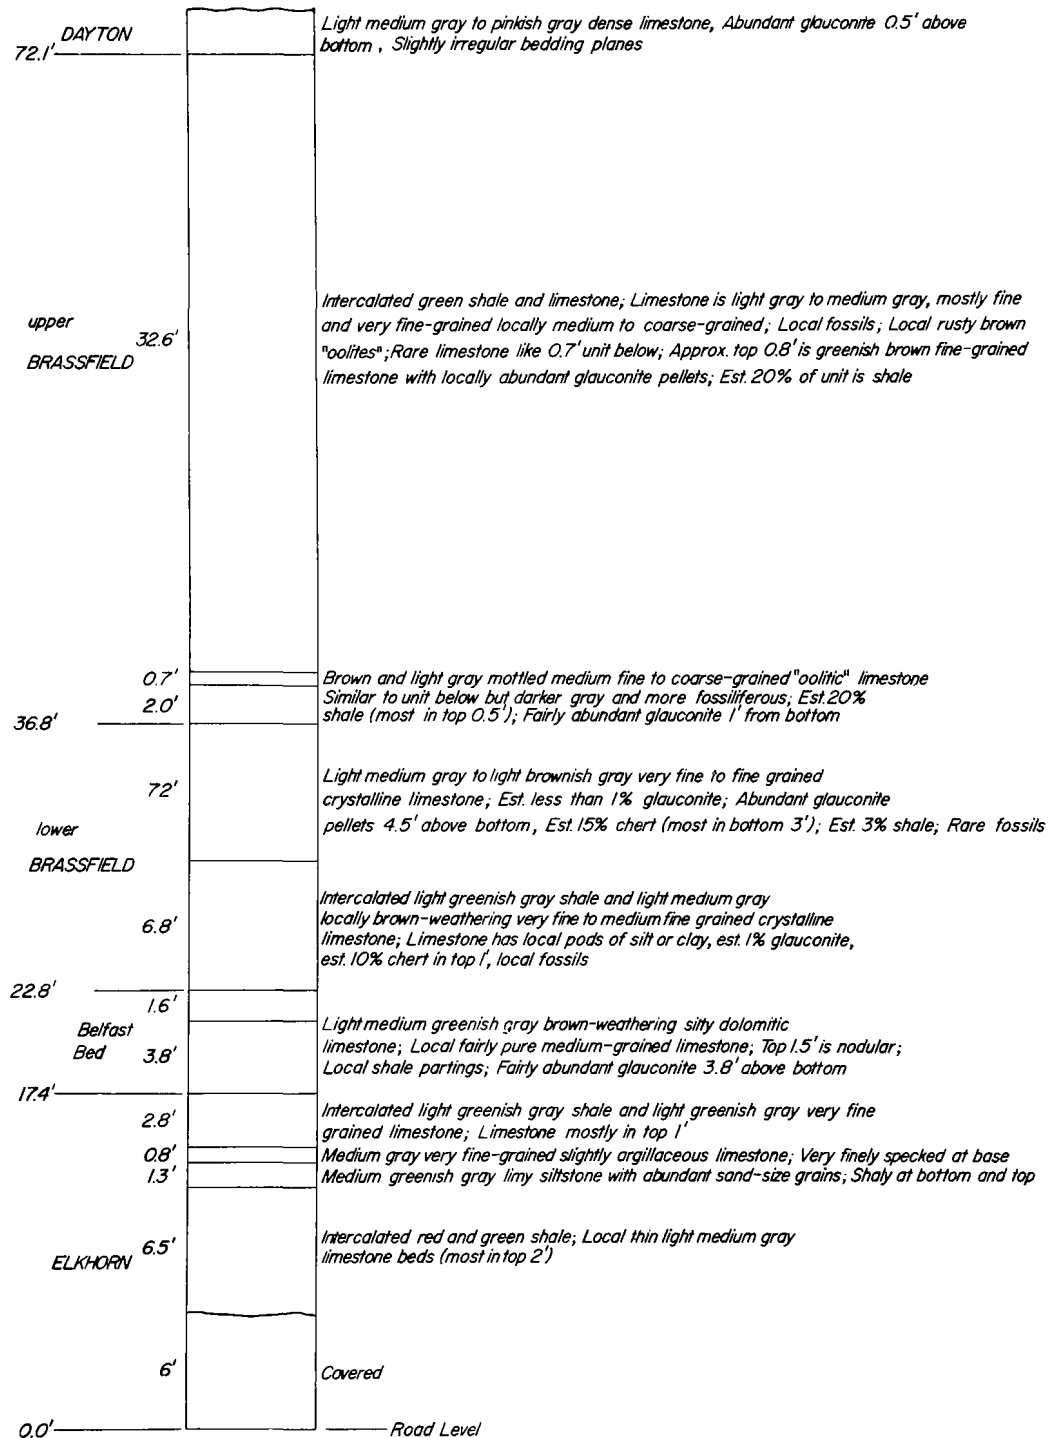 DAYTON
72.1'
Light medium gray to pinkish gray dense limestone, Abundant glauconite 0.5' above
bottom, Slightly irregular bedding planes
upper
BRASSFIELD
32.6'
Intercalated green shale and limestone; Limestone is light gray to medium gray, mostly fine
and very fine-grained locally medium to coarse-grained; Local fossils; Local rusty brown
"oolites"; Rare limestone like 0.7' unit below; Approx. top 0.8' is greenish brown fine-grained
limestone with locally abundant glauconite pellets; Est. 20% of unit is shale
0.7'
Brown and light gray mottled medium fine to coarse-grained "oolitic" limestone
2.0'
Similar to unit below but darker gray and more fossiliferous; Est. 20%
shale (most in top 0.5'); Fairly abundant glauconite 1' from bottom
36.8'
72'
Light medium gray to light brownish gray very fine to fine grained
crystalline limestone; Est. less than 1% glauconite; Abundant glauconite
pellets 4.5' above bottom, Est. 15% chert (most in bottom 3'); Est. 3% shale; Rare fossils
lower
BRASSFIELD
6.8'
Intercalated light greenish gray shale and light medium gray
locally brown-weathering very fine to medium fine grained crystalline
limestone; Limestone has local pods of silt or clay, est. 1% glauconite,
est. 10% chert in top 1', local fossils
22.8'
1.6'
Belfast
Bed
3.8'
Light medium greenish gray brown-weathering silty dolomitic
limestone; Local fairly pure medium-grained limestone; Top 1.5' is nodular;
Local shale partings; Fairly abundant glauconite 3.8' above bottom
17.4'
2.8'
Intercalated light greenish gray shale and light greenish gray very fine
grained limestone; Limestone mostly in top 1'
0.8'
Medium gray very fine-grained slightly argillaceous limestone; Very finely specked at base
1.3'
Medium greenish gray limy siltstone with abundant sand-size grains; Shaly at bottom and top
ELKHORN
6.5'
Intercalated red and green shale; Local thin light medium gray
limestone beds (most in top 2')
6'
Covered
0.0'
Road Level